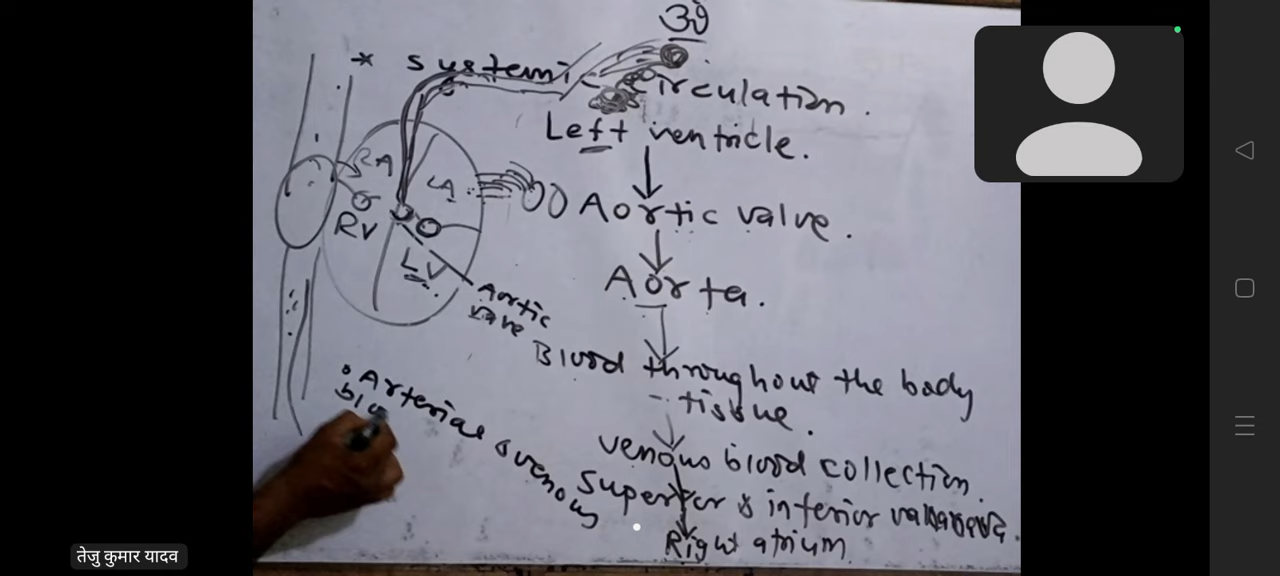 * Systemic circulation.
Left ventricle.
Aortic valve.
Aorta.
Blood throughout the body
tissue.
venous blood collection.
Superior & inferior
Right atrium
RA
LA
RV
LV
Aortic
valve
Arterial & venous
तेजु कुमार यादव